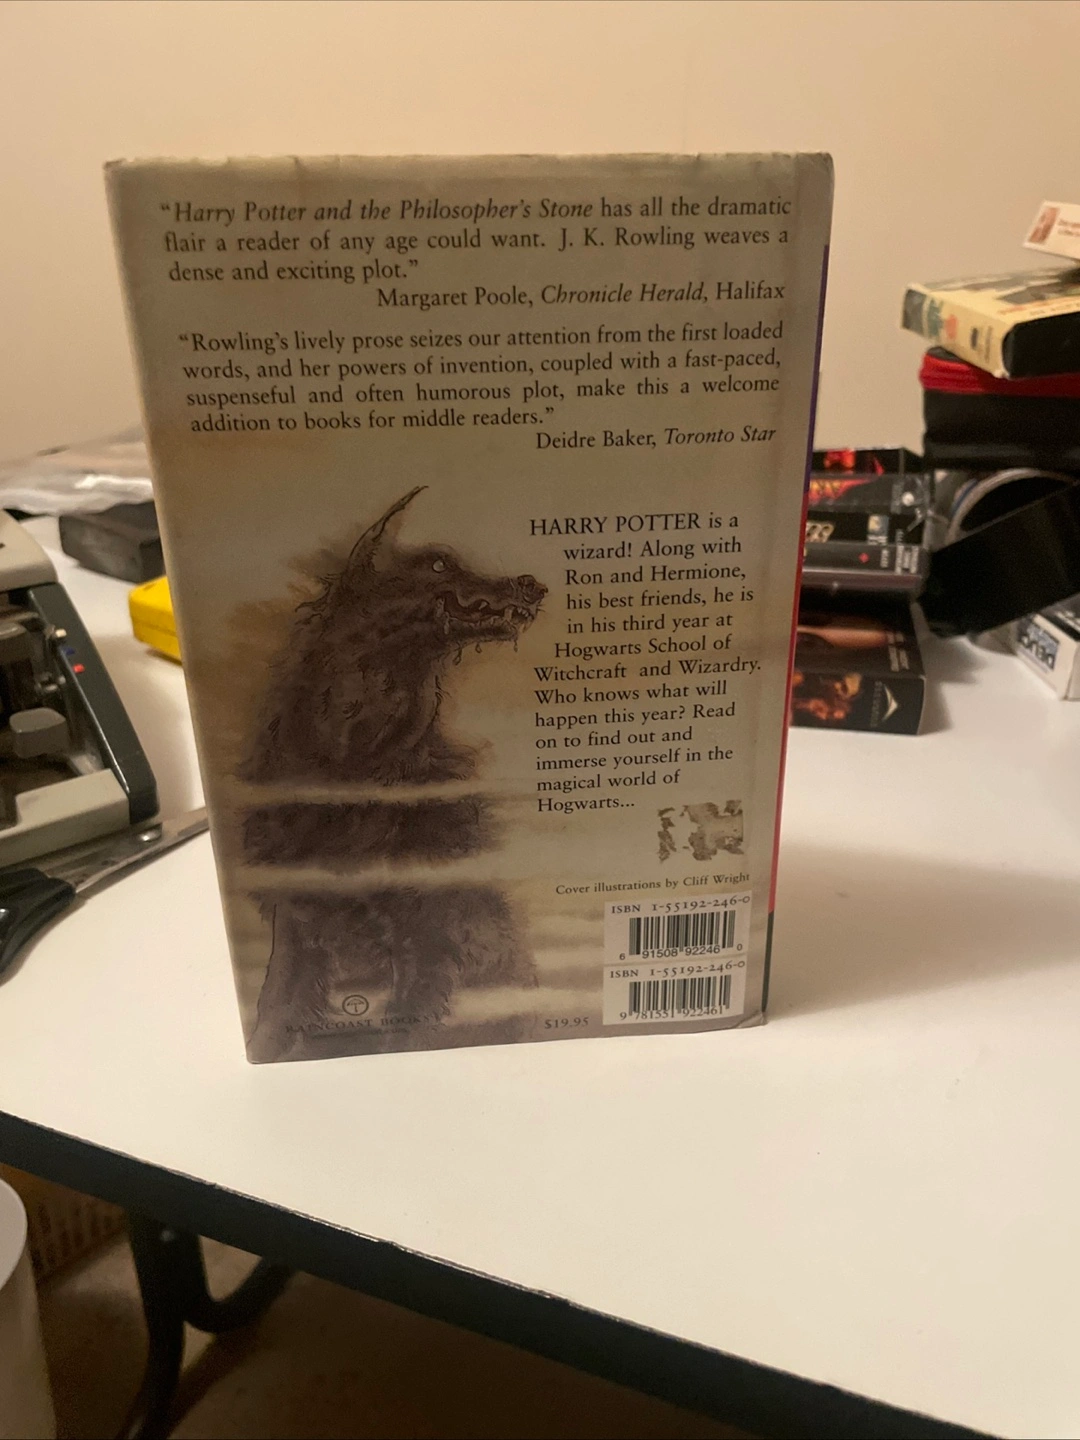 “Harry Potter and the Philosopher's Stone has all the dramatic
flair a reader of any age could want. J. K. Rowling weaves a
dense and exciting plot.”
Margaret Poole, Chronicle Herald, Halifax
“Rowling's lively prose seizes our attention from the first loaded
words, and her powers of invention, coupled with a fast-paced,
suspenseful and often humorous plot, make this a welcome
addition to books for middle readers.”
Deidre Baker, Toronto Star
HARRY POTTER is a
wizard! Along with
Ron and Hermione,
his best friends, he is
in his third year at
Hogwarts School of
Witchcraft and Wizardry.
Who knows what will
happen this year? Read
on to find out and
immerse yourself in the
magical world of
Hogwarts...
Cover illustrations by Cliff Wright
ISBN 1-55192-246-0
6 91508 92246 0
ISBN 1-55192-246-0
9 781551 922461
RAINCOAST BOOKS
$19.95